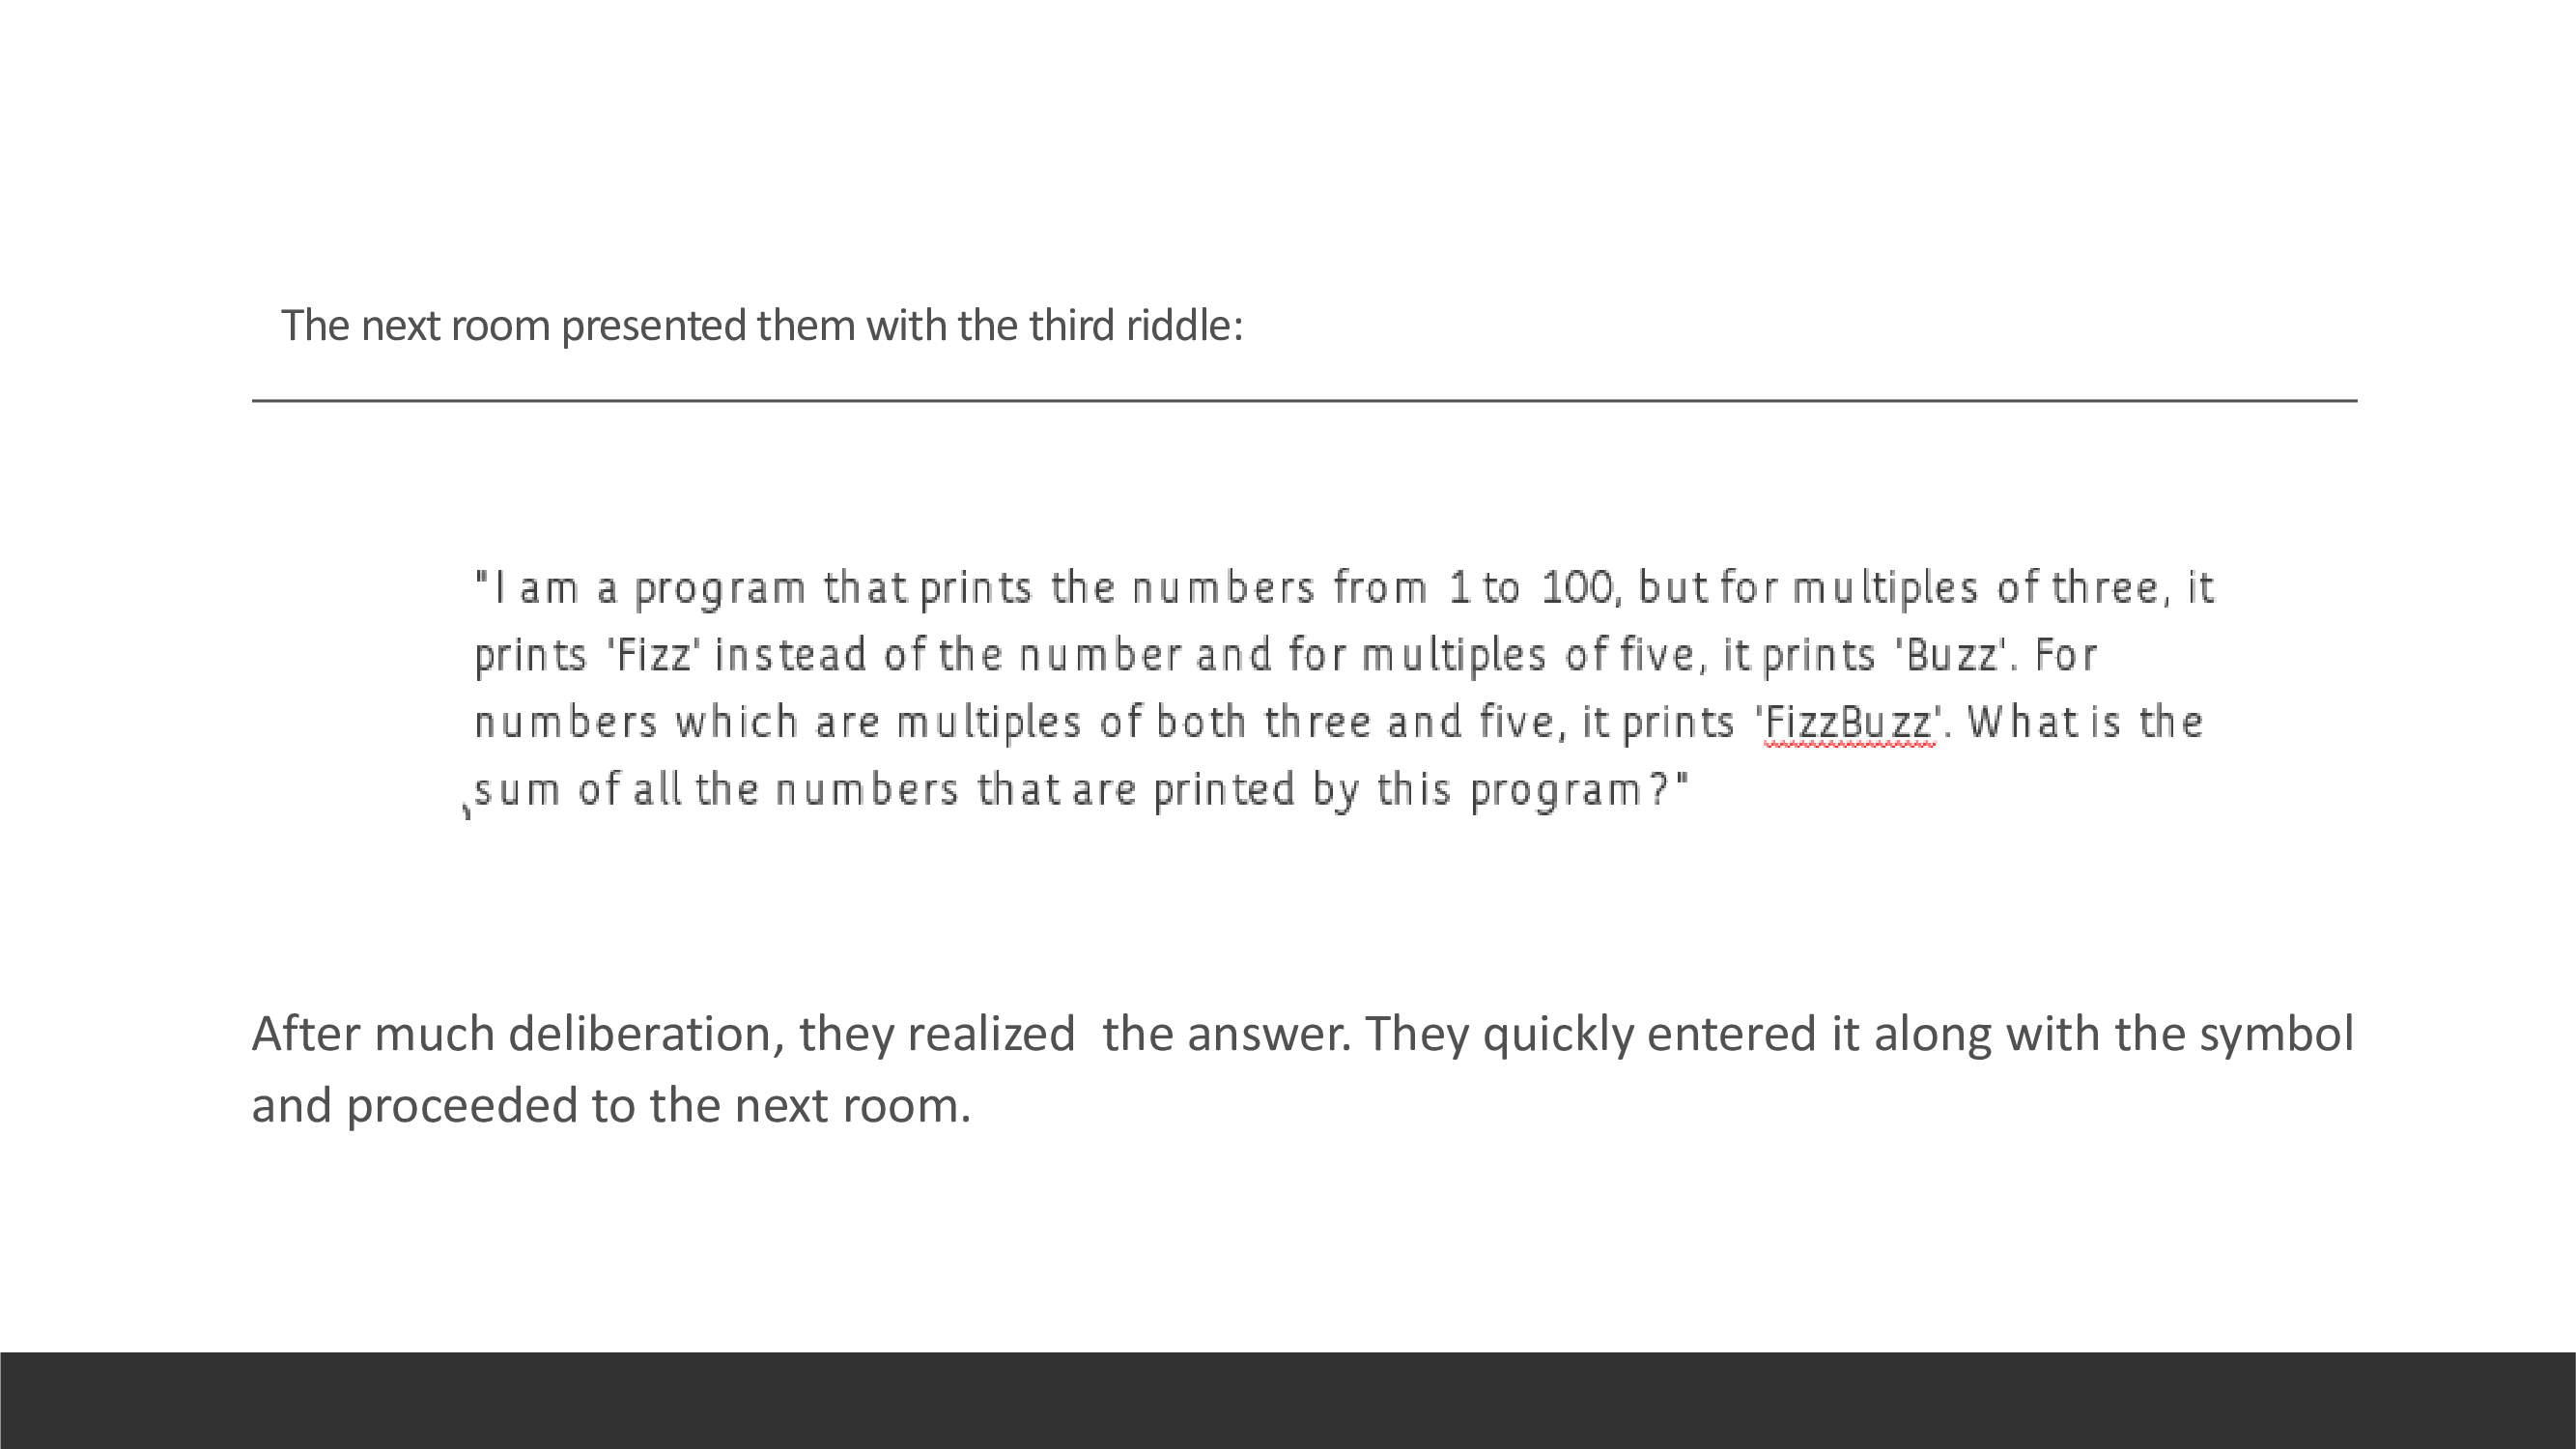 The next room presented them with the third riddle:
"I am a program that prints the numbers from 1 to 100, but for multiples of three, it
prints 'Fizz' instead of the number and for multiples of five, it prints 'Buzz'. For
numbers which are multiples of both three and five, it prints 'FizzBuzz'. What is the
sum of all the numbers that are printed by this program?"
After much deliberation, they realized  the answer. They quickly entered it along with the symbol
and proceeded to the next room.